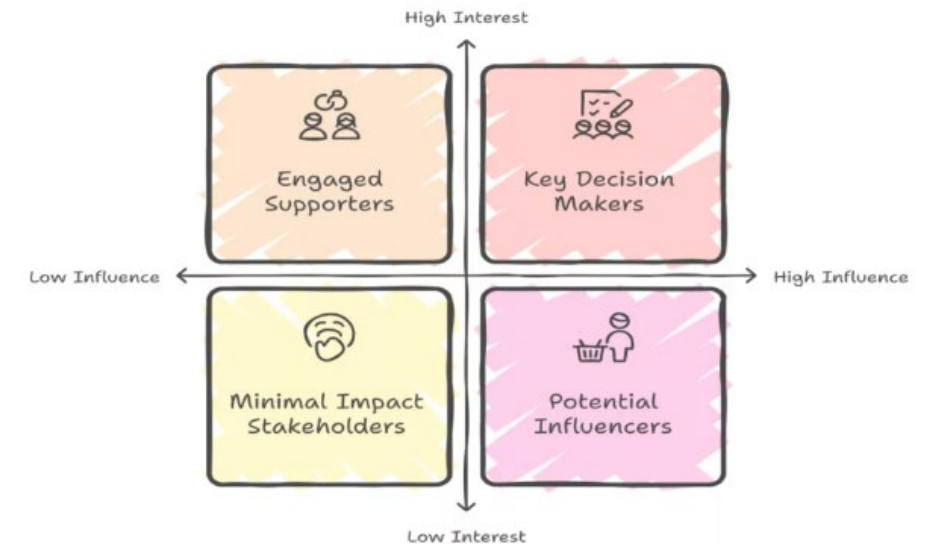 High Interest
Engaged
Supporters
Key Decision
Makers
Low Influence
High Influence
Minimal Impact
Stakeholders
Potential
Influencers
Low Interest